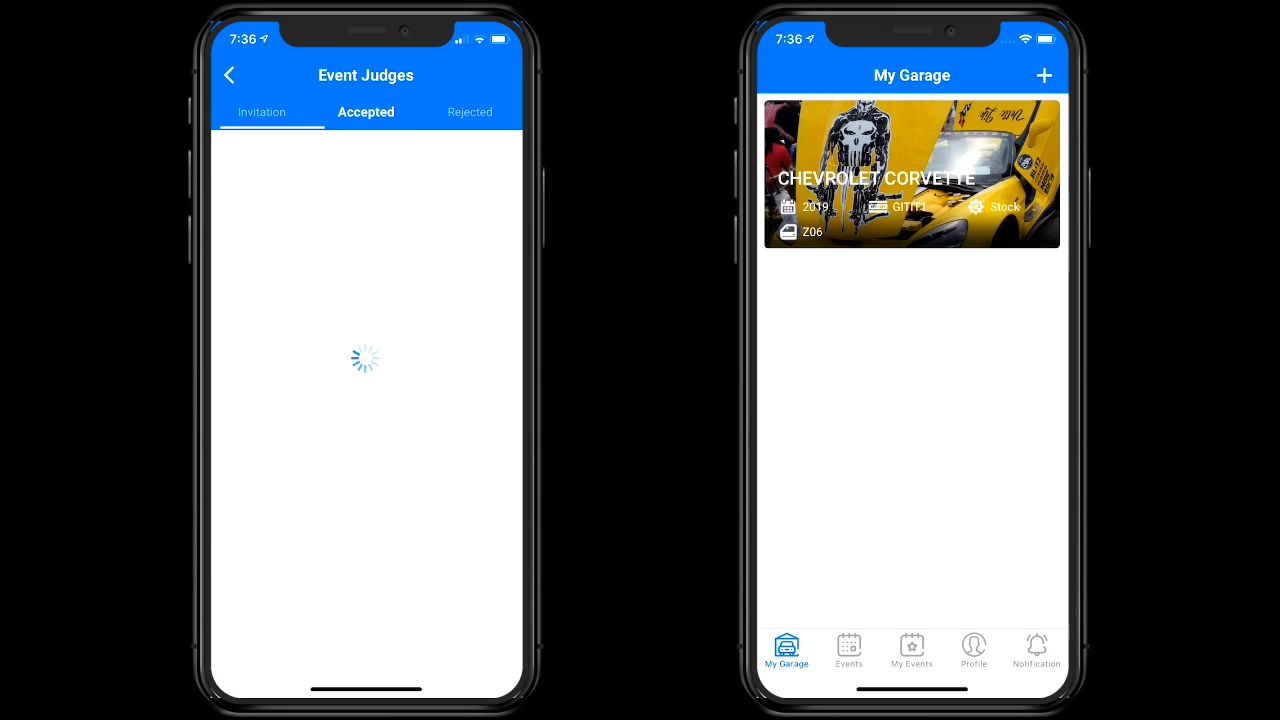 7:36
Event Judges
Invitation Accepted Rejected
7:36
My Garage
CHEVROLET CORVETTE
2019 GITIT1 Stock
Z06
My Garage Events My Events Profile Notification